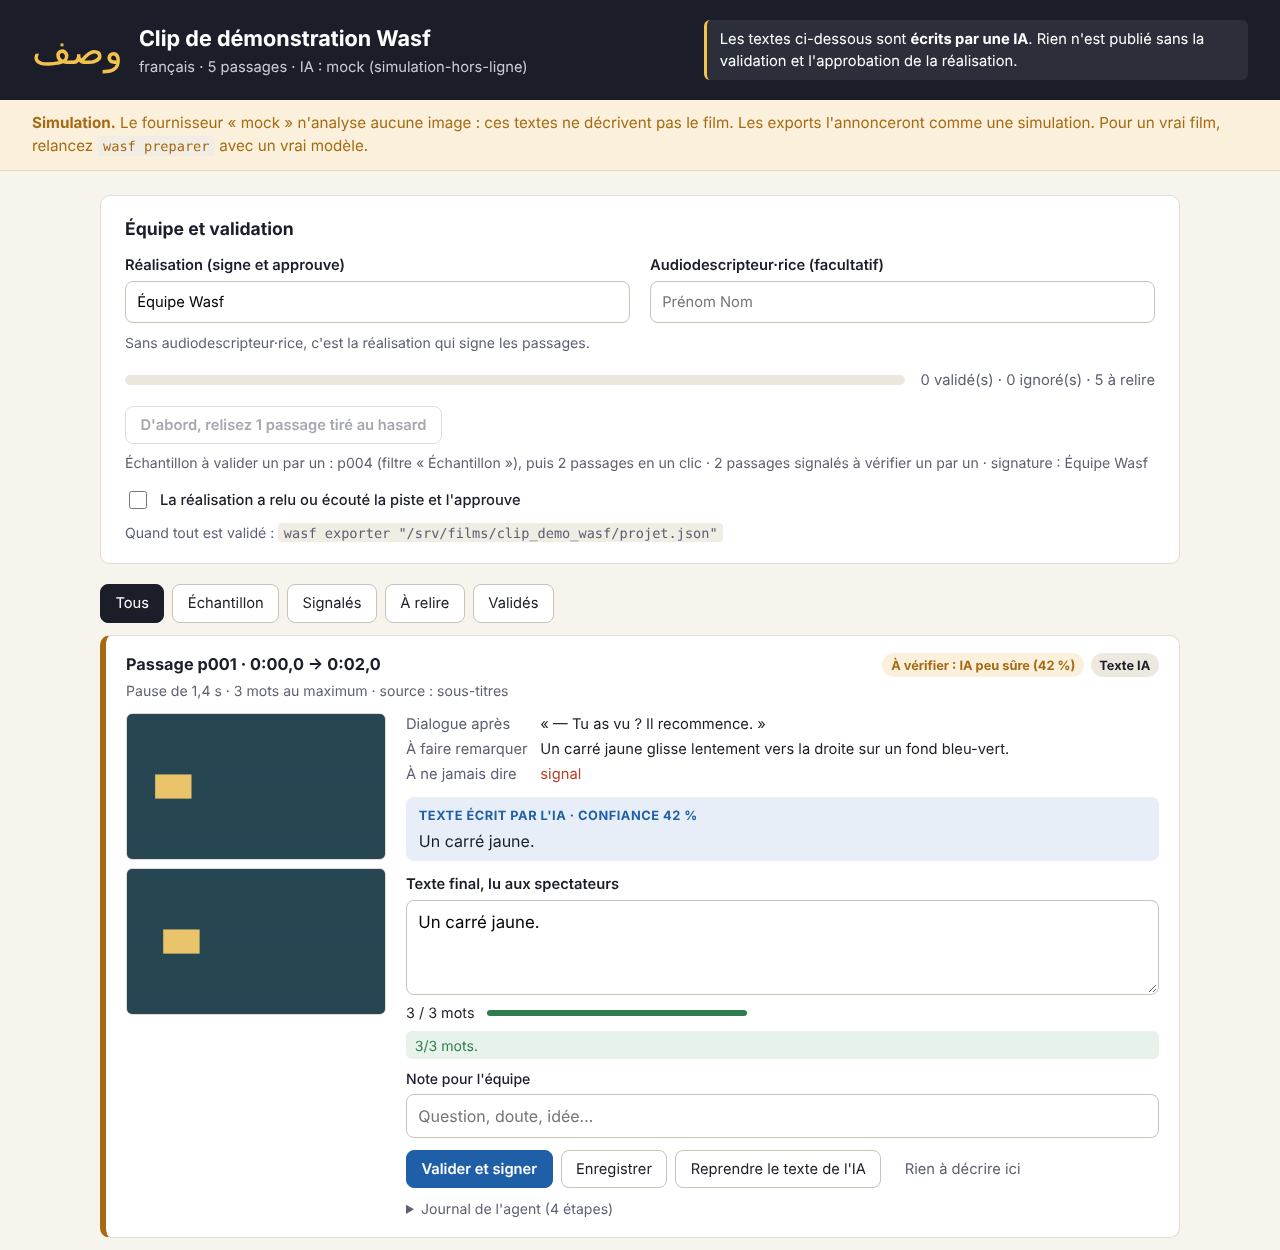 وصف
Clip de démonstration Wasf
français · 5 passages · IA : mock (simulation-hors-ligne)
Les textes ci-dessous sont écrits par une IA. Rien n'est publié sans la
validation et l'approbation de la réalisation.
Simulation. Le fournisseur « mock » n'analyse aucune image : ces textes ne décrivent pas le film. Les exports l'annonceront comme une simulation. Pour un vrai film,
relancez wasf preparer avec un vrai modèle.
Équipe et validation
Réalisation (signe et approuve)
Audiodescripteur·rice (facultatif)
Équipe Wasf
Prénom Nom
Sans audiodescripteur·rice, c'est la réalisation qui signe les passages.
0 validé(s) · 0 ignoré(s) · 5 à relire
D'abord, relisez 1 passage tiré au hasard
Échantillon à valider un par un : p004 (filtre « Échantillon »), puis 2 passages en un clic · 2 passages signalés à vérifier un par un · signature : Équipe Wasf
La réalisation a relu ou écouté la piste et l'approuve
Quand tout est validé : wasf exporter "/srv/films/clip_demo_wasf/projet.json"
Tous
Échantillon
Signalés
À relire
Validés
Passage p001 · 0:00,0 → 0:02,0
À vérifier : IA peu sûre (42 %)
Texte IA
Pause de 1,4 s · 3 mots au maximum · source : sous-titres
Dialogue après « — Tu as vu ? Il recommence. »
À faire remarquer Un carré jaune glisse lentement vers la droite sur un fond bleu-vert.
À ne jamais dire signal
TEXTE ÉCRIT PAR L'IA · CONFIANCE 42 %
Un carré jaune.
Texte final, lu aux spectateurs
Un carré jaune.
3 / 3 mots
3/3 mots.
Note pour l'équipe
Question, doute, idée...
Valider et signer
Enregistrer
Reprendre le texte de l'IA
Rien à décrire ici
Journal de l'agent (4 étapes)